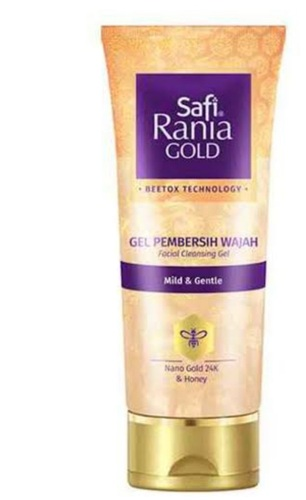 Safi®
Rania
GOLD
• BEETOX TECHNOLOGY •
GEL PEMBERSIH WAJAH
Facial Cleansing Gel
Mild & Gentle
Nano Gold 24K
& Honey